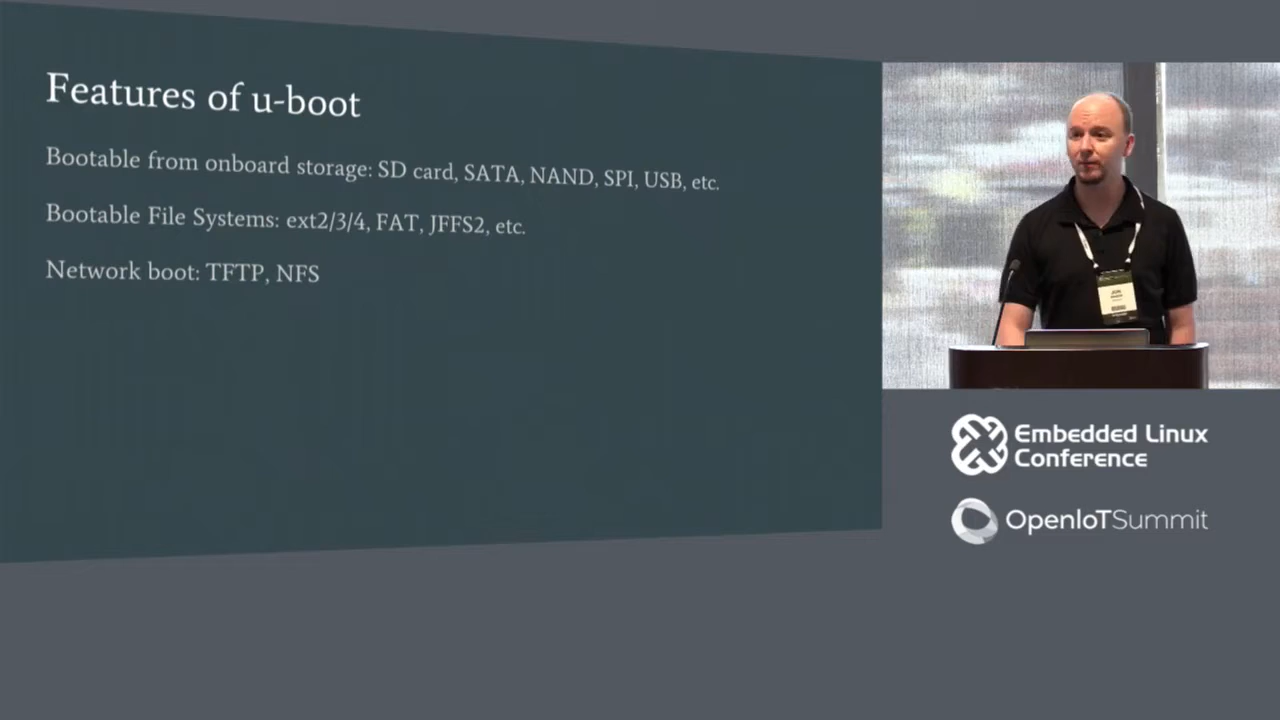 Features of u-boot
Bootable from onboard storage: SD card, SATA, NAND, SPI, USB, etc.
Bootable File Systems: ext2/3/4, FAT, JFFS2, etc.
Network boot: TFTP, NFS
Embedded Linux
Conference
OpenIoTSummit